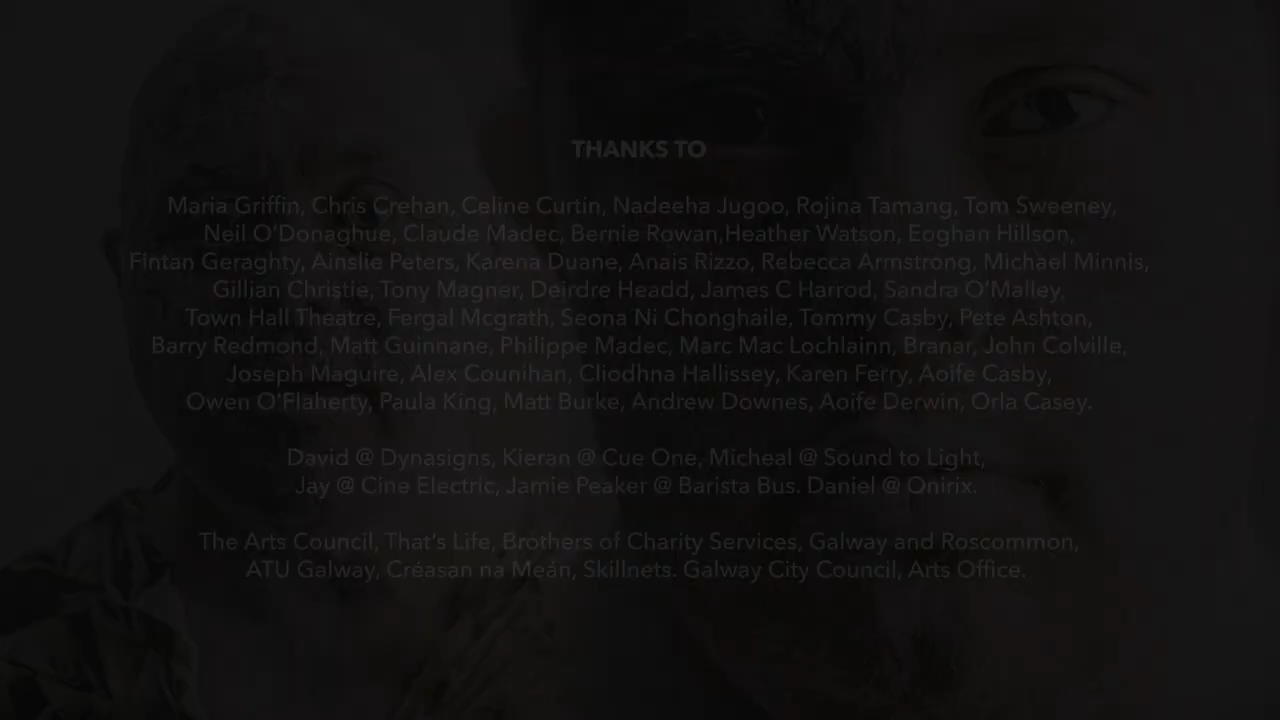 THANKS TO
Maria Griffin, Chris Crehan, Celine Curtin, Nadeeha Jugoo, Rojina Tamang, Tom Sweeney,
Neil O'Donaghue, Claude Madec, Bernie Rowan,Heather Watson, Eoghan Hillson,
Fintan Geraghty, Ainslie Peters, Karena Duane, Anais Rizzo, Rebecca Armstrong, Michael Minnis,
Gillian Christie, Tony Magner, Deirdre Headd, James C Harrod, Sandra O'Malley,
Town Hall Theatre, Fergal Mcgrath, Seona Ni Chonghaile, Tommy Casby, Pete Ashton,
Barry Redmond, Matt Guinnane, Philippe Madec, Marc Mac Lochlainn, Branar, John Colville,
Joseph Maguire, Alex Counihan, Cliodhna Hallissey, Karen Ferry, Aoife Casby,
Owen O'Flaherty, Paula King, Matt Burke, Andrew Downes, Aoife Derwin, Orla Casey.
David @ Dynasigns, Kieran @ Cue One, Micheal @ Sound to Light,
Jay @ Cine Electric, Jamie Peaker @ Barista Bus. Daniel @ Onirix.
The Arts Council, That's Life, Brothers of Charity Services, Galway and Roscommon,
ATU Galway, Créasan na Meán, Skillnets. Galway City Council, Arts Office.